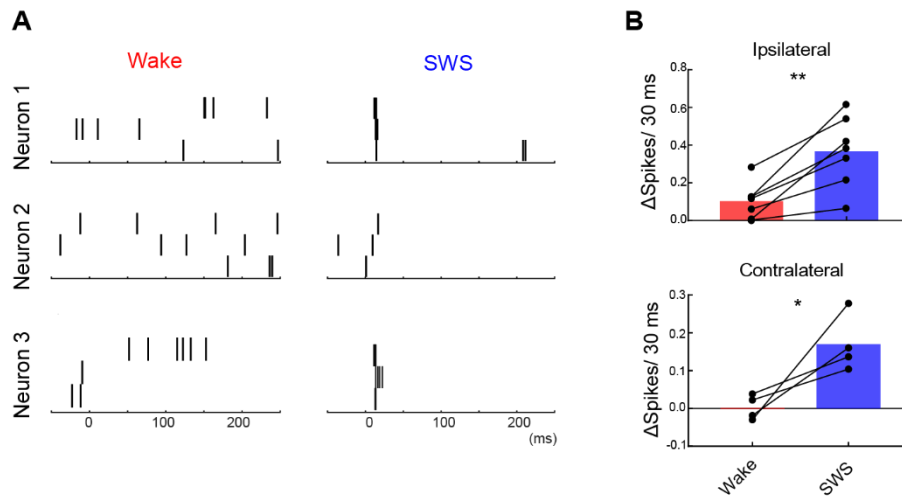 A
Wake
SWS
Neuron 1
Neuron 2
Neuron 3
0
100
200
0
100
200
(ms)
B
Ipsilateral
**
0.8
0.6
0.4
0.2
0.0
ΔSpikes/ 30 ms
Contralateral
*
0.3
0.2
0.1
0.0
-0.1
ΔSpikes/ 30 ms
Wake
SWS